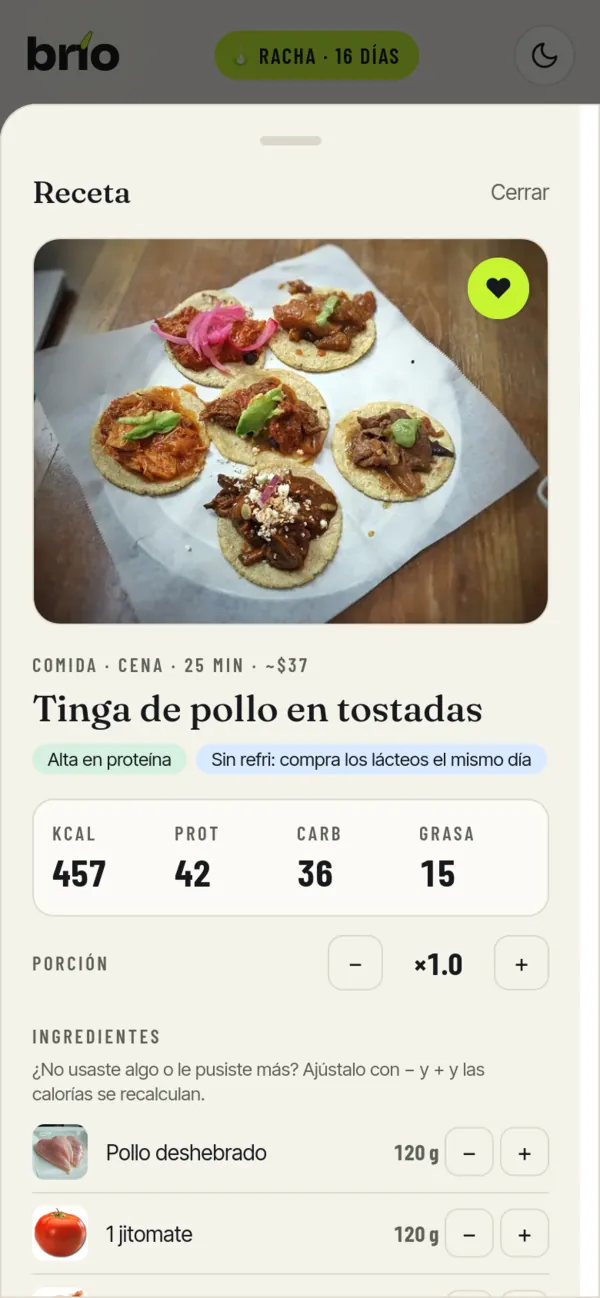 brío
RACHA · 16 DÍAS
Receta
Cerrar
COMIDA · CENA · 25 MIN · ~$37
Tinga de pollo en tostadas
Alta en proteína
Sin refri: compra los lácteos el mismo día
KCAL PROT CARB GRASA
457 42 36 15
PORCIÓN − ×1.0 +
INGREDIENTES
¿No usaste algo o le pusiste más? Ajústalo con − y + y las
calorías se recalculan.
Pollo deshebrado 120 g − +
1 jitomate 120 g − +